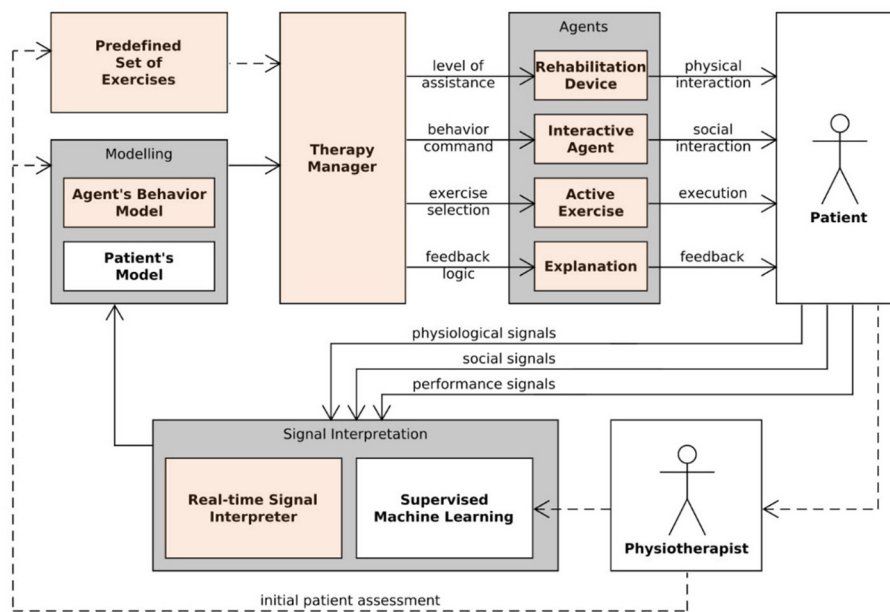 Predefined
Set of
Exercises
Modelling
Agent's Behavior
Model
Patient's
Model
Therapy
Manager
level of
assistance
behavior
command
exercise
selection
feedback
logic
Agents
Rehabilitation
Device
Interactive
Agent
Active
Exercise
Explanation
physical
interaction
social
interaction
execution
feedback
Patient
physiological signals
social signals
performance signals
Signal Interpretation
Real-time Signal
Interpreter
Supervised
Machine Learning
Physiotherapist
initial patient assessment